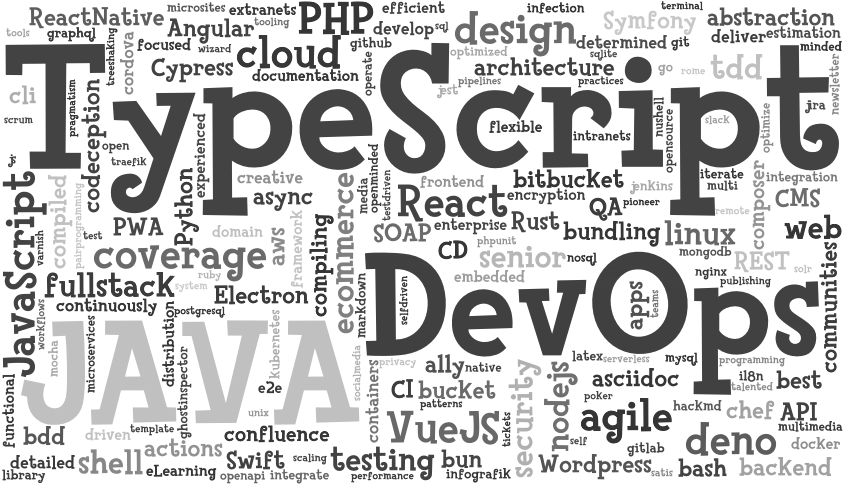 ReactNative
microsites
extranets
PHP
efficient
infection
terminal
abstraction
tools
graphql
Angular
tooling
develop
sql
design
Symfony
deliver
estimation
treeshaking
cordova
focused
wizard
cloud
github
optimized
determined
git
minded
TypeScript
Cypress
documentation
operate
architecture
sqlite
go
rome
tdd
newsletter
cli
pragmatism
jest
pipelines
practices
jira
scrum
codeception
open
experienced
flexible
intranets
nushell
opensource
slack
optimize
js
traefik
creative
media
openminded
testdriven
frontend
bitbucket
jenkins
iterate
multi
composer
integration
JavaScript
varnish
compiled
pairprogramming
test
PWA
Python
async
ecommerce
React
encryption
QA
pioneer
remote
CMS
domain
framework
SOAP
enterprise
Rust
bundling
linux
web
coverage
aws
compiling
CD
phpunit
senior
nosql
mongodb
REST
solr
communities
fullstack
ruby
system
embedded
nginx
publishing
workflows
continuously
distribution
postgresql
Electron
markdown
selfdriven
DevOps
apps
teams
JAVA
mocha
microservices
ghostinspector
Kubernetes
e2e
socialmedia
containers
privacy
ally
native
latex
serverless
mysql
programming
functional
unix
CI
bucket
security
nodejs
asciidoc
poker
i18n
talented
best
patterns
hackmd
chef
API
bdd
driven
template
confluence
VueJS
tickets
self
agile
gitlab
deno
multimedia
docker
detailed
library
shell
actions
eLearning
Swift
scaling
openapi
integrate
testing
performance
bun
infografik
Wordpress
satis
bash
backend